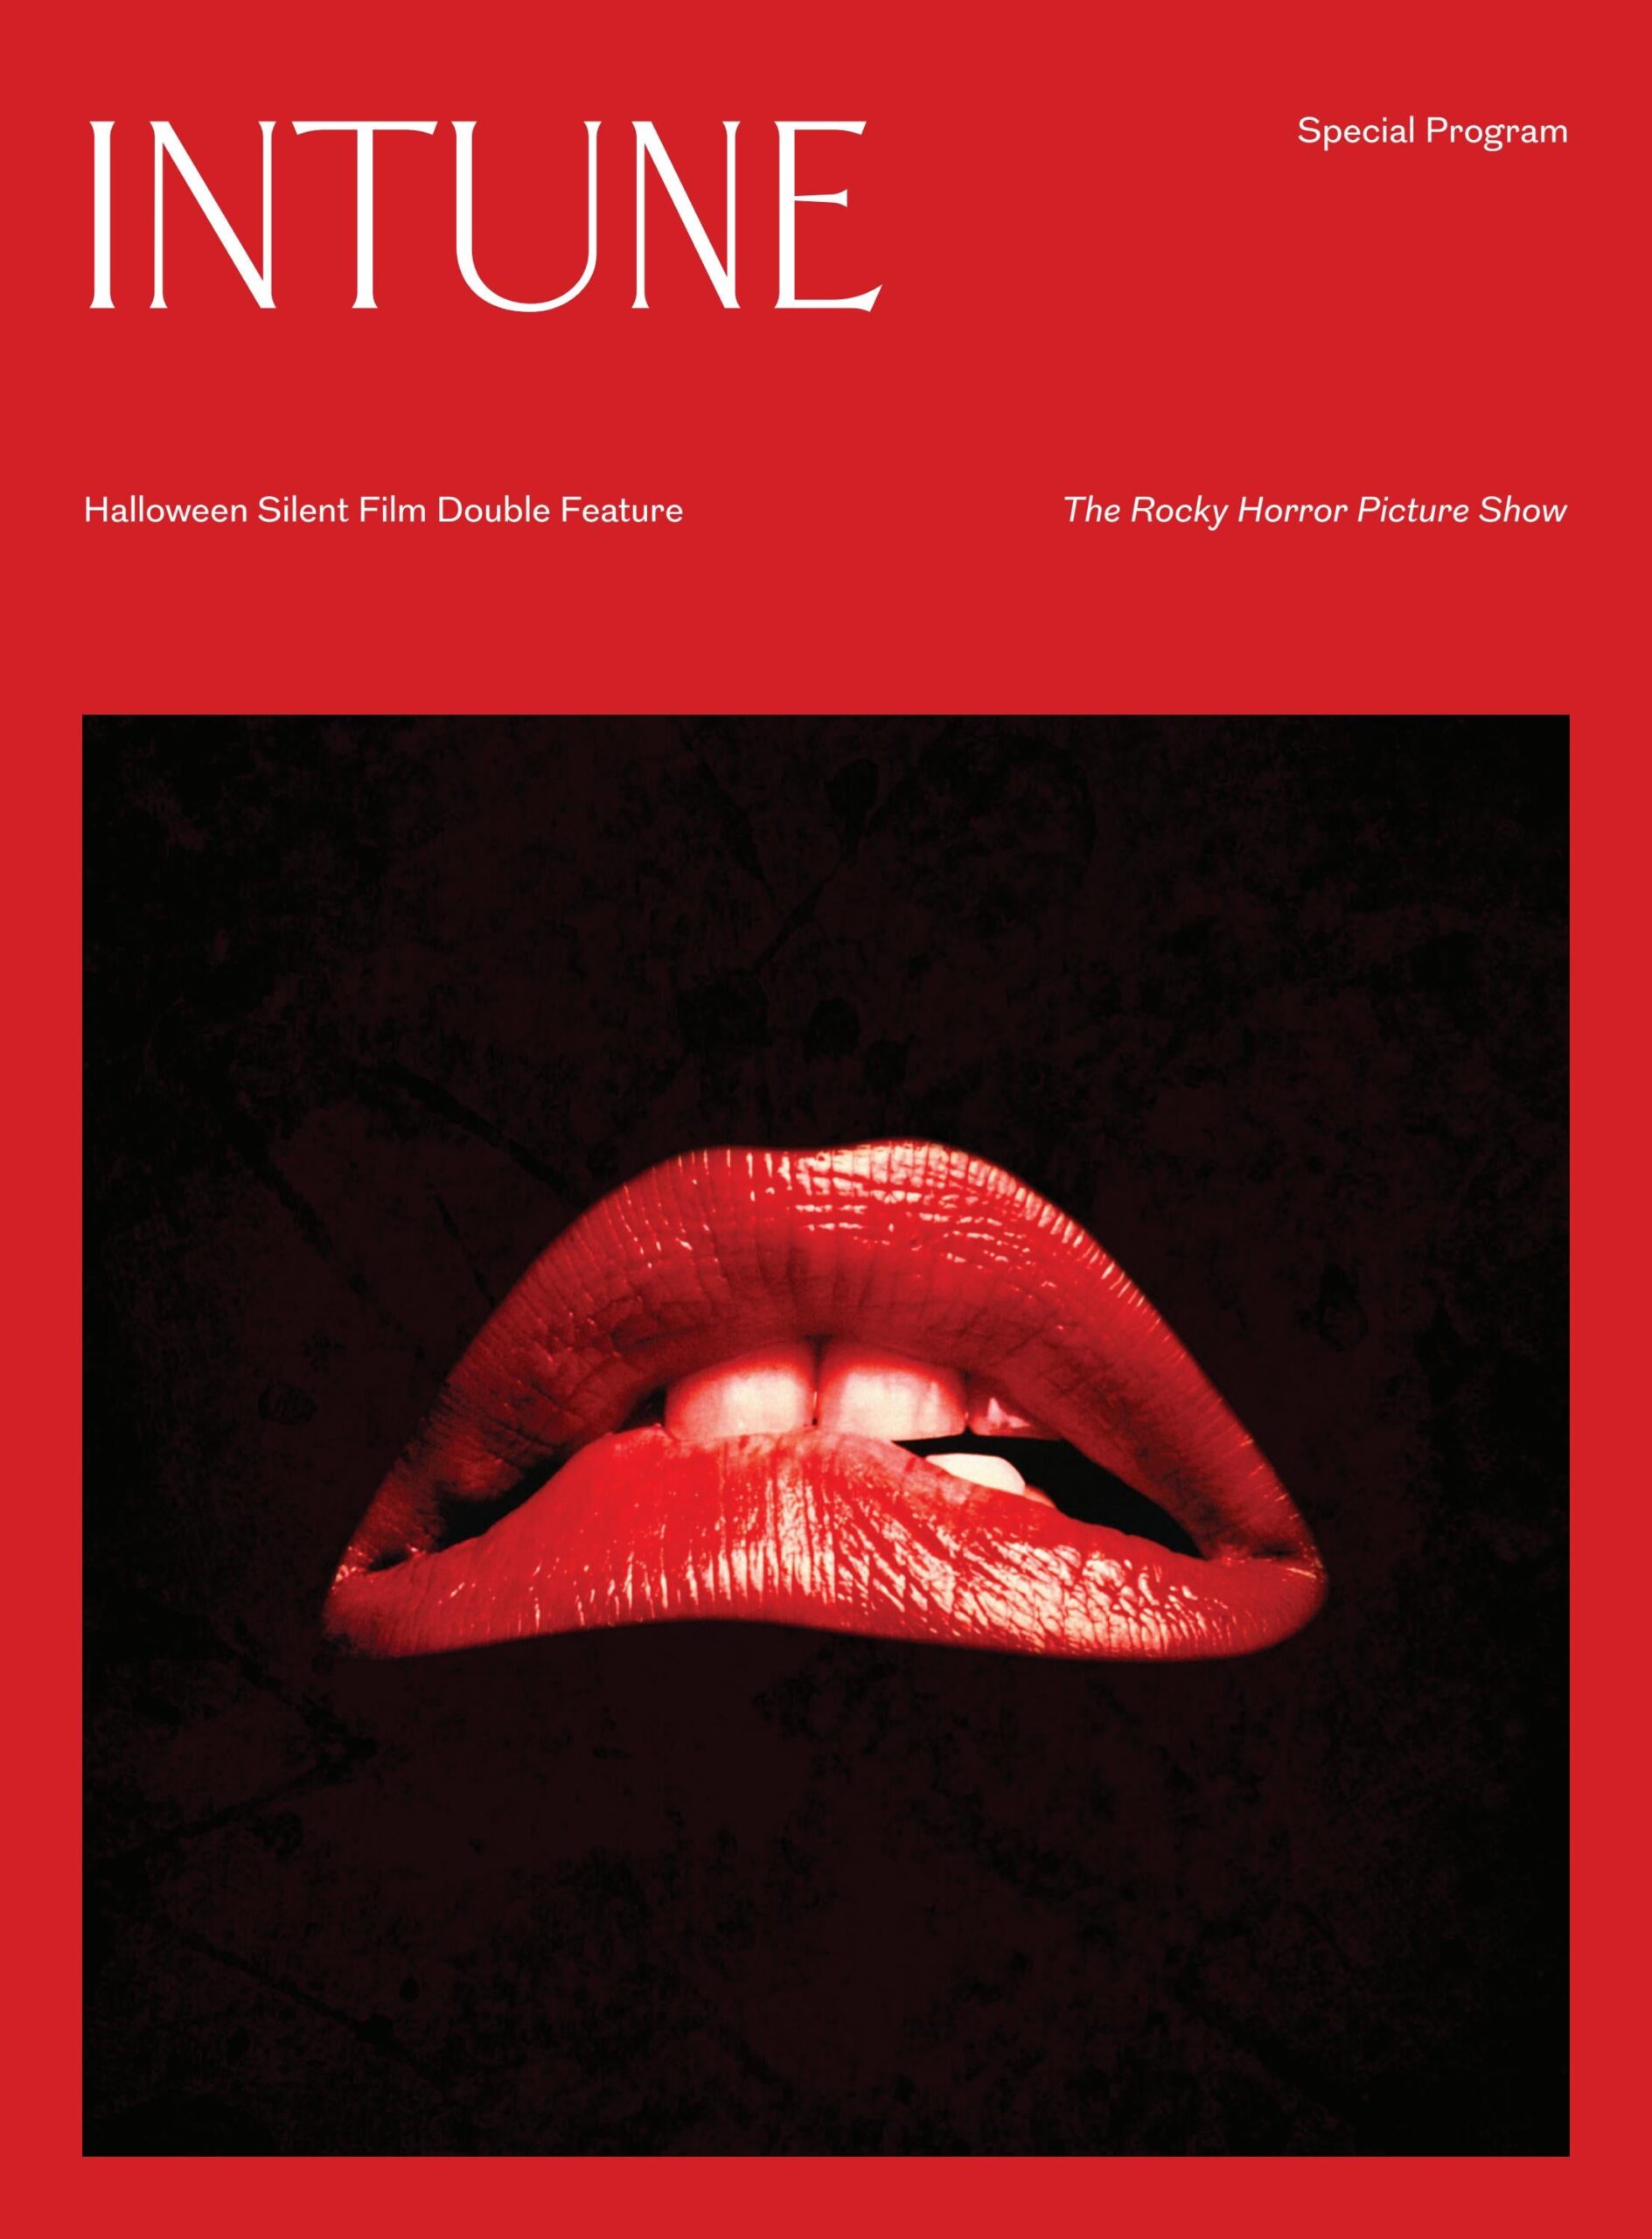 INTUNE
Special Program
Halloween Silent Film Double Feature
The Rocky Horror Picture Show